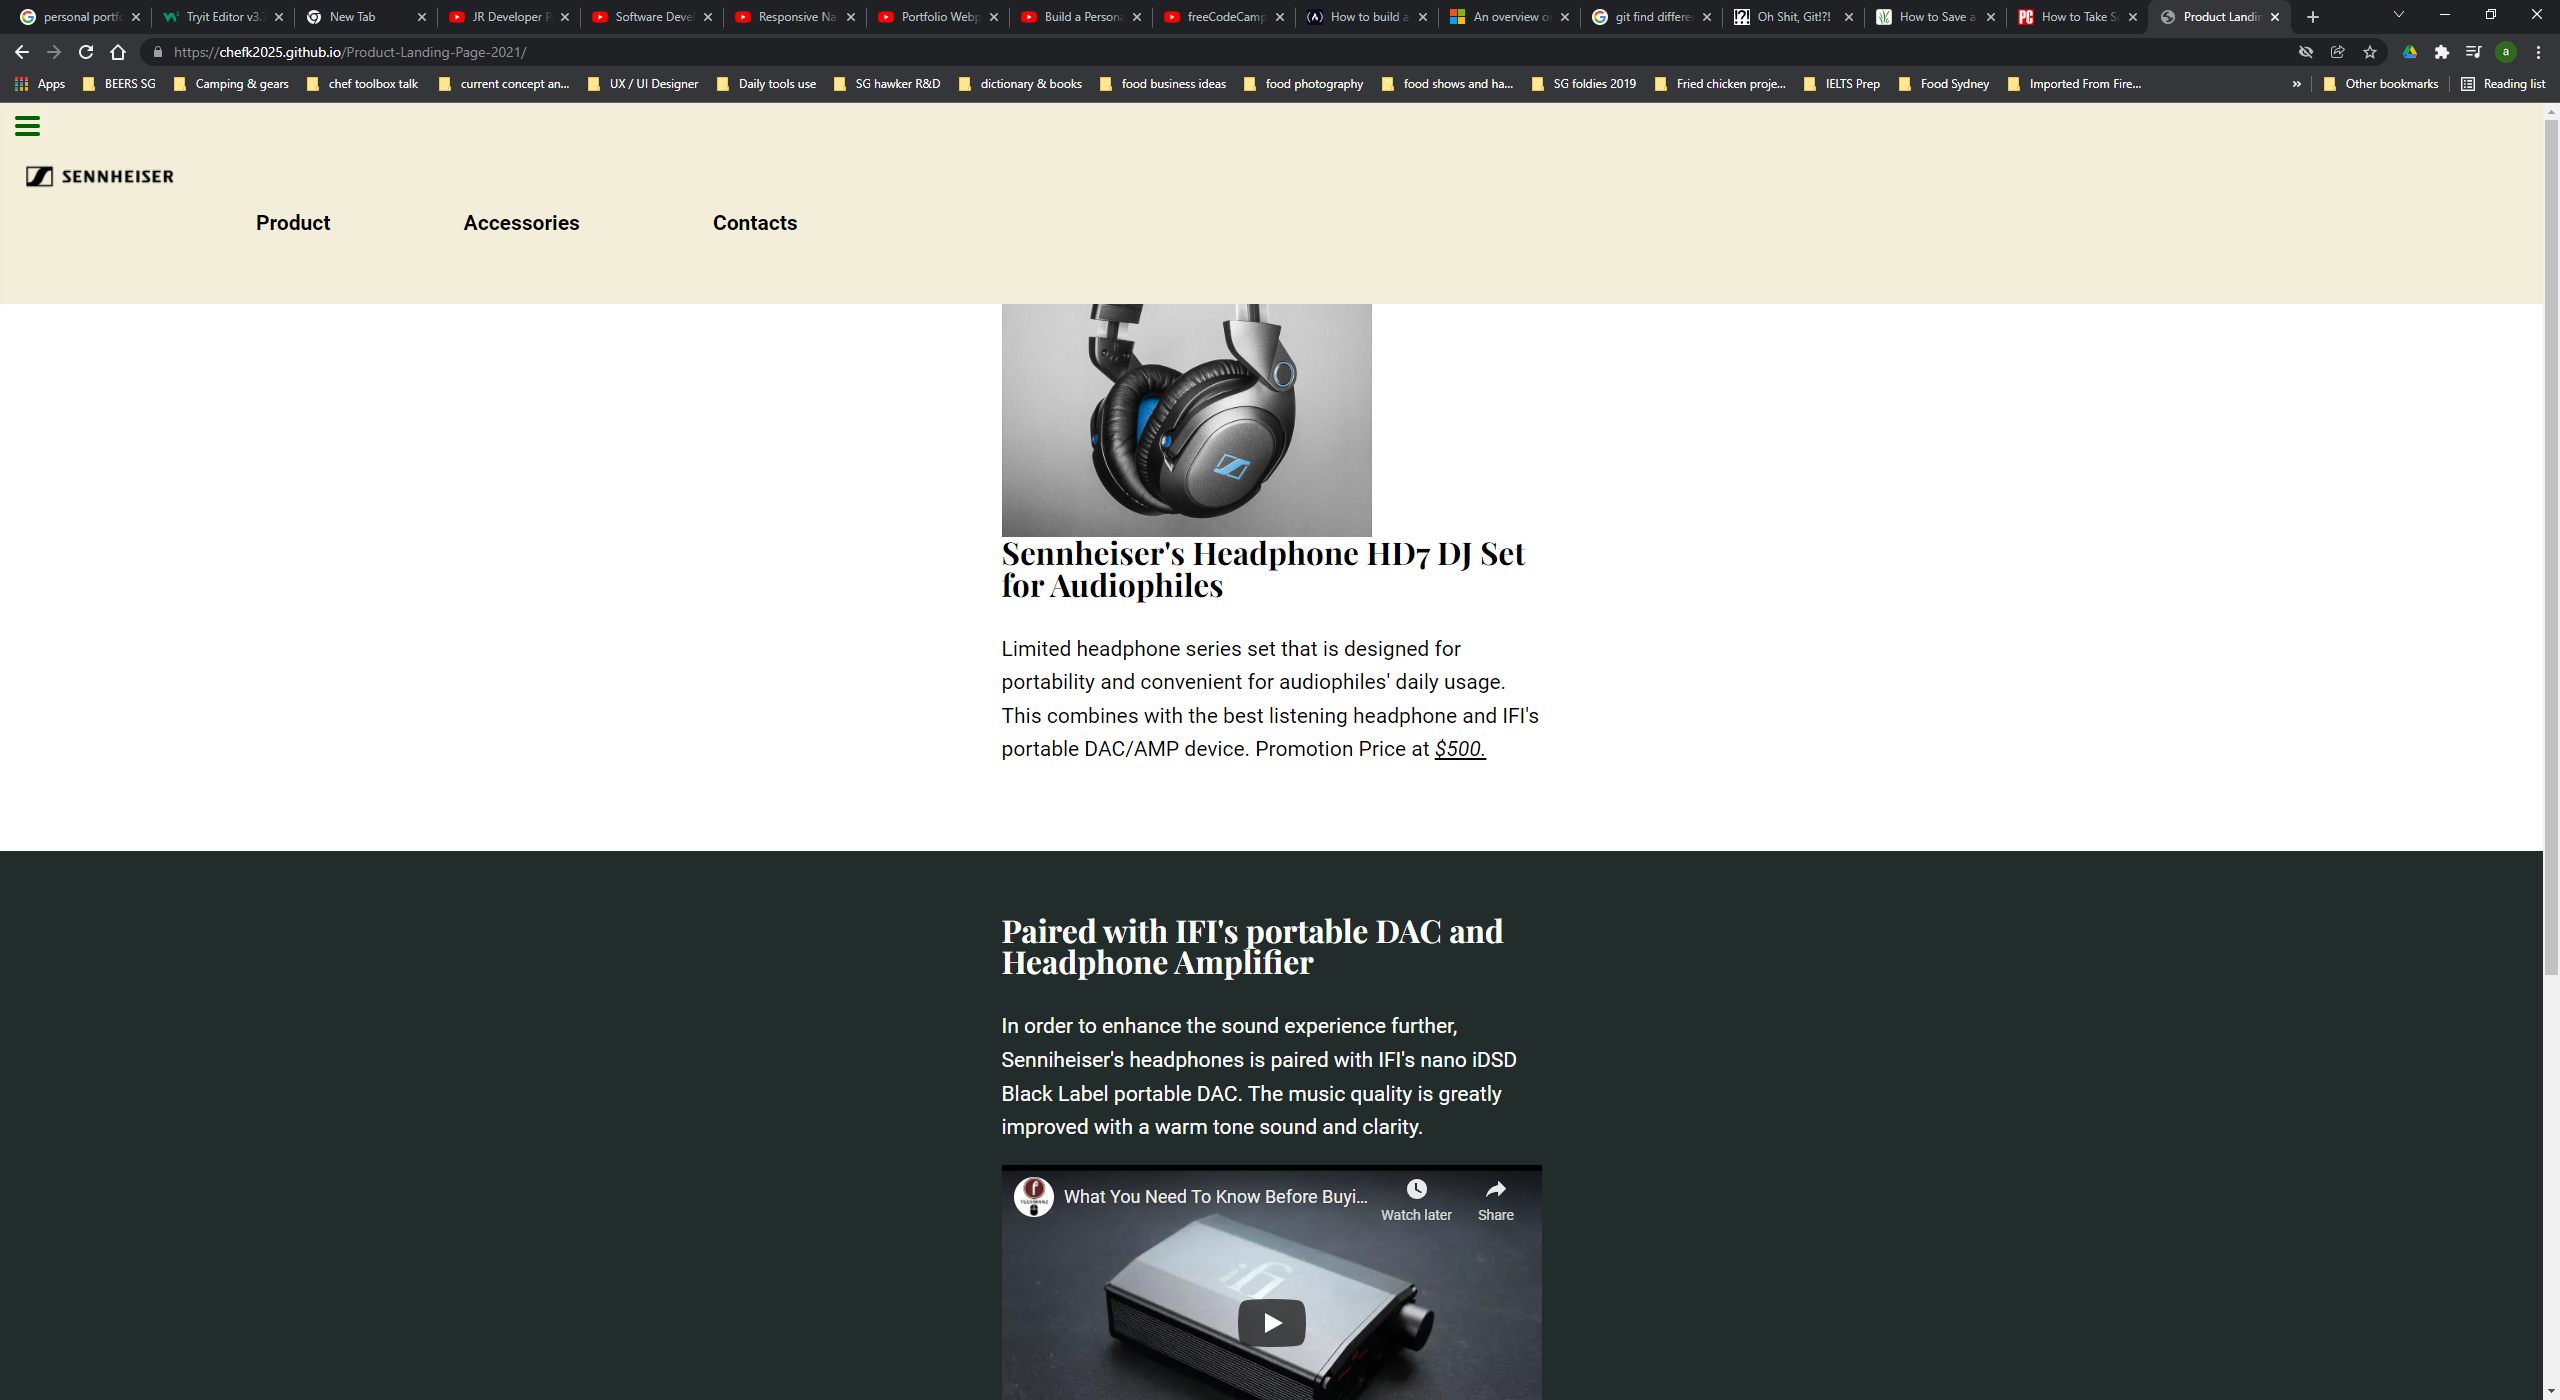 personal portfo
Tryit Editor v3.7
New Tab
JR Developer P
Software Devel
Responsive Na
Portfolio Webp
Build a Persona
freeCodeCamp
How to build a
An overview o
git find differe
Oh Shit, Git!?!
How to Save a
How to Take Sc
Product Landin
https://chefk2025.github.io/Product-Landing-Page-2021/
a
Apps
BEERS SG
Camping & gears
chef toolbox talk
current concept an...
UX / UI Designer
Daily tools use
SG hawker R&D
dictionary & books
food business ideas
food photography
food shows and ha...
SG foldies 2019
Fried chicken proje...
IELTS Prep
Food Sydney
Imported From Fire...
»
Other bookmarks
Reading list
SENNHEISER
Product
Accessories
Contacts
Sennheiser's Headphone HD7 DJ Set
for Audiophiles
Limited headphone series set that is designed for
portability and convenient for audiophiles' daily usage.
This combines with the best listening headphone and IFI's
portable DAC/AMP device. Promotion Price at $500.
Paired with IFI's portable DAC and
Headphone Amplifier
In order to enhance the sound experience further,
Senniheiser's headphones is paired with IFI's nano iDSD
Black Label portable DAC. The music quality is greatly
improved with a warm tone sound and clarity.
What You Need To Know Before Buyi...
Watch later
Share
ifi